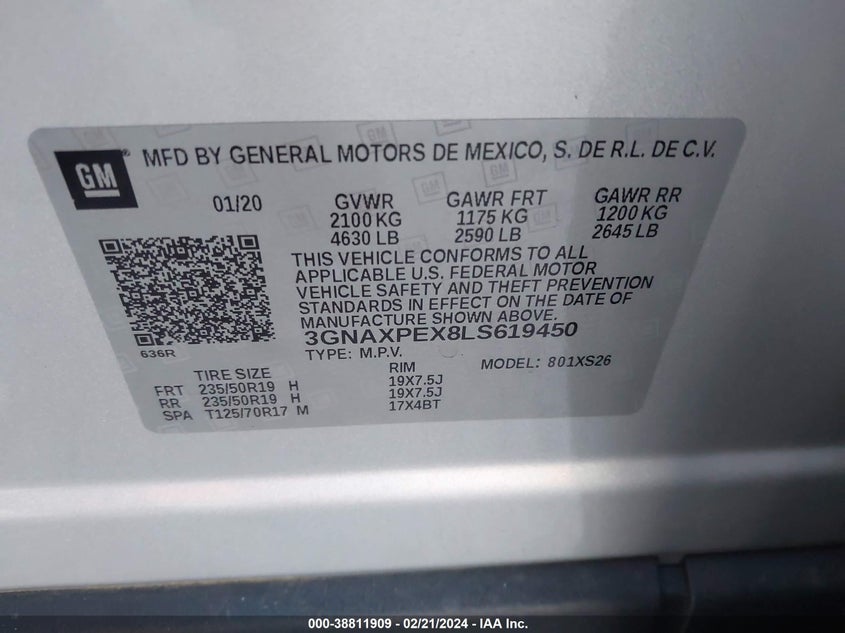 GM
MFD BY GENERAL MOTORS DE MEXICO, S. DE R.L. DE C.V.
01/20 GVWR GAWR FRT GAWR RR
2100 KG 1175 KG 1200 KG
4630 LB 2590 LB 2645 LB
THIS VEHICLE CONFORMS TO ALL
APPLICABLE U.S. FEDERAL MOTOR
VEHICLE SAFETY AND THEFT PREVENTION
STANDARDS IN EFFECT ON THE DATE OF
MANUFACTURE SHOWN ABOVE.
3GNAXPEX8LS619450
636R
TYPE: M.P.V. MODEL: 801XS26
TIRE SIZE RIM
FRT 235/50R19 H 19X7.5J
RR 235/50R19 H 19X7.5J
SPA T125/70R17 M 17X4BT
000-38811909 - 02/21/2024 - IAA Inc.